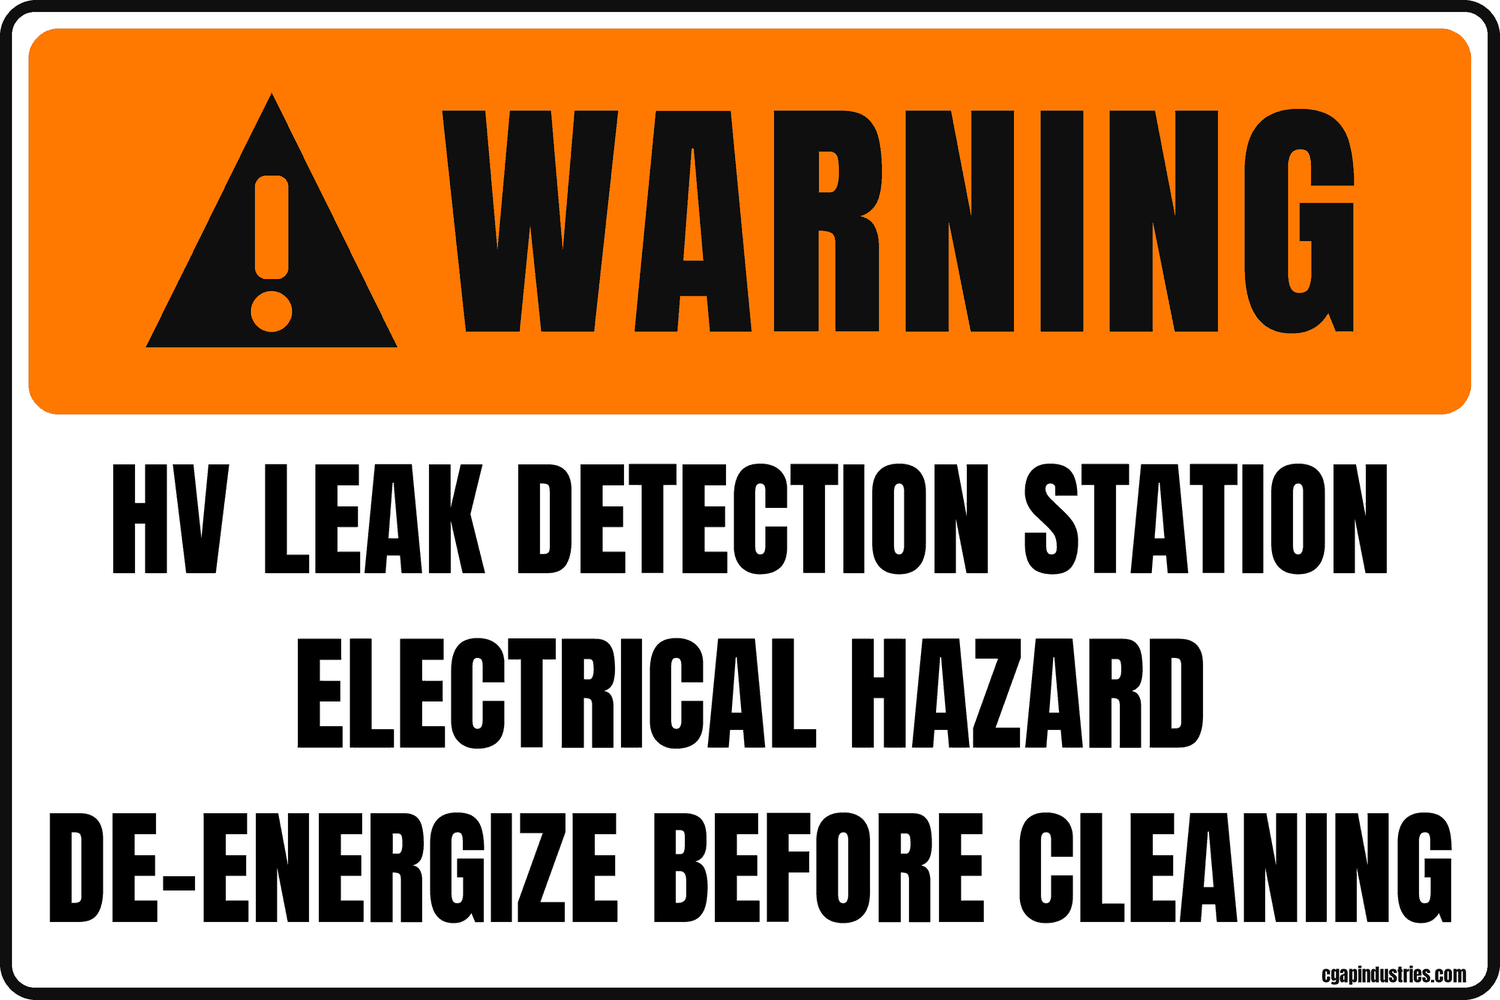 WARNING
HV LEAK DETECTION STATION
ELECTRICAL HAZARD
DE-ENERGIZE BEFORE CLEANING
cgapindustries.com